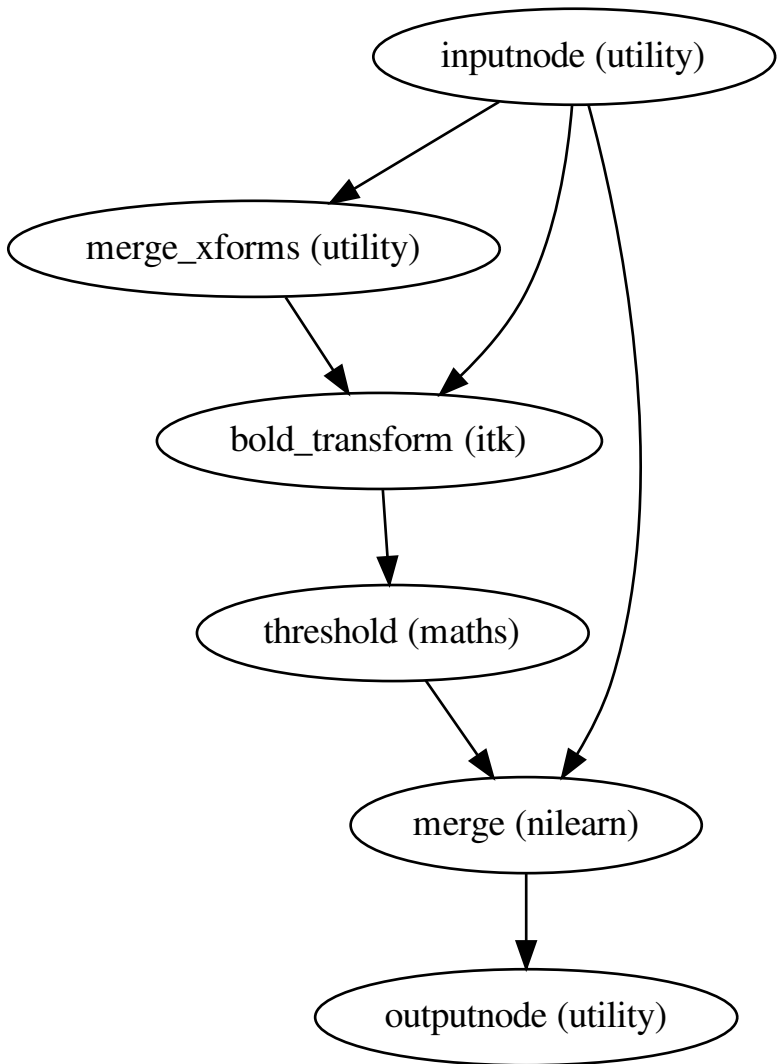 inputnode (utility)
merge_xforms (utility)
bold_transform (itk)
threshold (maths)
merge (nilearn)
outputnode (utility)